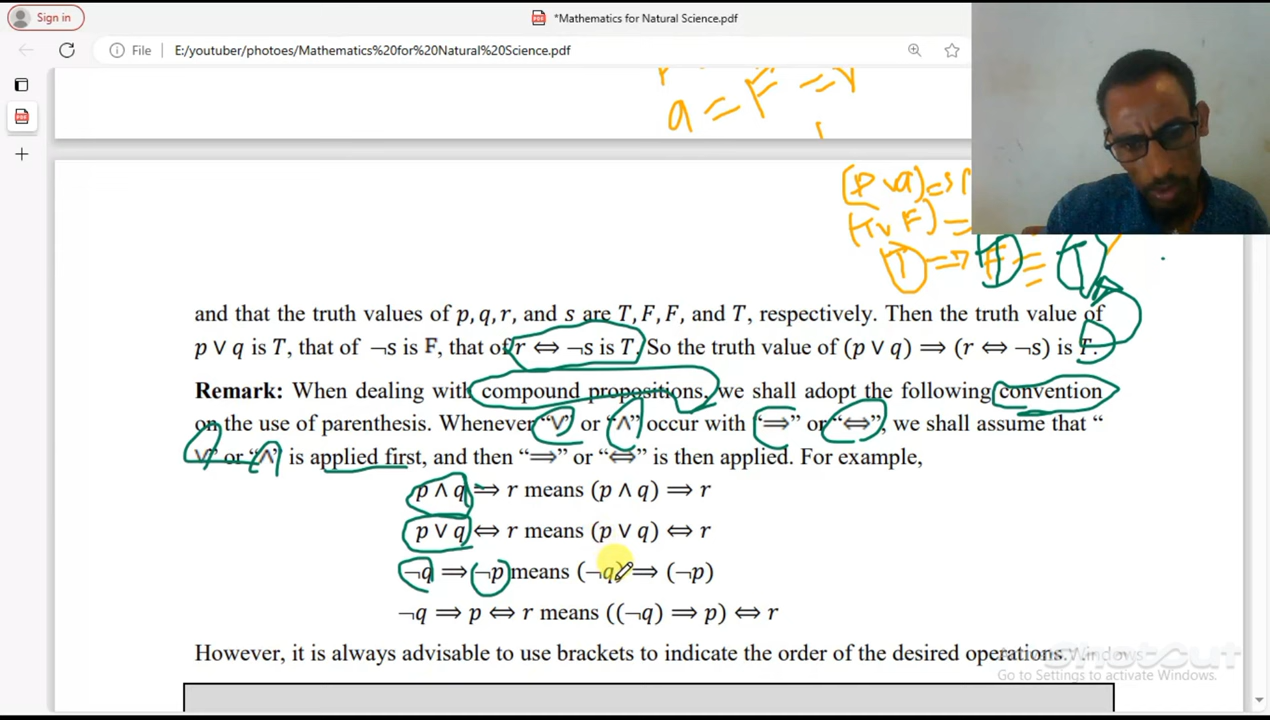 Sign in
*Mathematics for Natural Science.pdf
File E:/youtuber/photoes/Mathematics%20for%20Natural%20Science.pdf
a = F =
(p ∨ q) =
(T ∨ F) =
T => F ≡ T
and that the truth values of p, q, r, and s are T, F, F, and T, respectively. Then the truth value of
p ∨ q is T, that of ¬s is F, that of r ⟺ ¬s is T. So the truth value of (p ∨ q) ⟹ (r ⟺ ¬s) is T.
Remark: When dealing with compound propositions, we shall adopt the following convention
on the use of parenthesis. Whenever “∨” or “∧” occur with “⟹” or “⟺”, we shall assume that “
∨” or “∧” is applied first, and then “⟹” or “⟺” is then applied. For example,
p ∧ q ⟹ r means (p ∧ q) ⟹ r
p ∨ q ⟺ r means (p ∨ q) ⟺ r
¬q ⟹ ¬p means (¬q) ⟹ (¬p)
¬q ⟹ p ⟺ r means ((¬q) ⟹ p) ⟺ r
However, it is always advisable to use brackets to indicate the order of the desired operations.
Go to Settings to activate Windows.